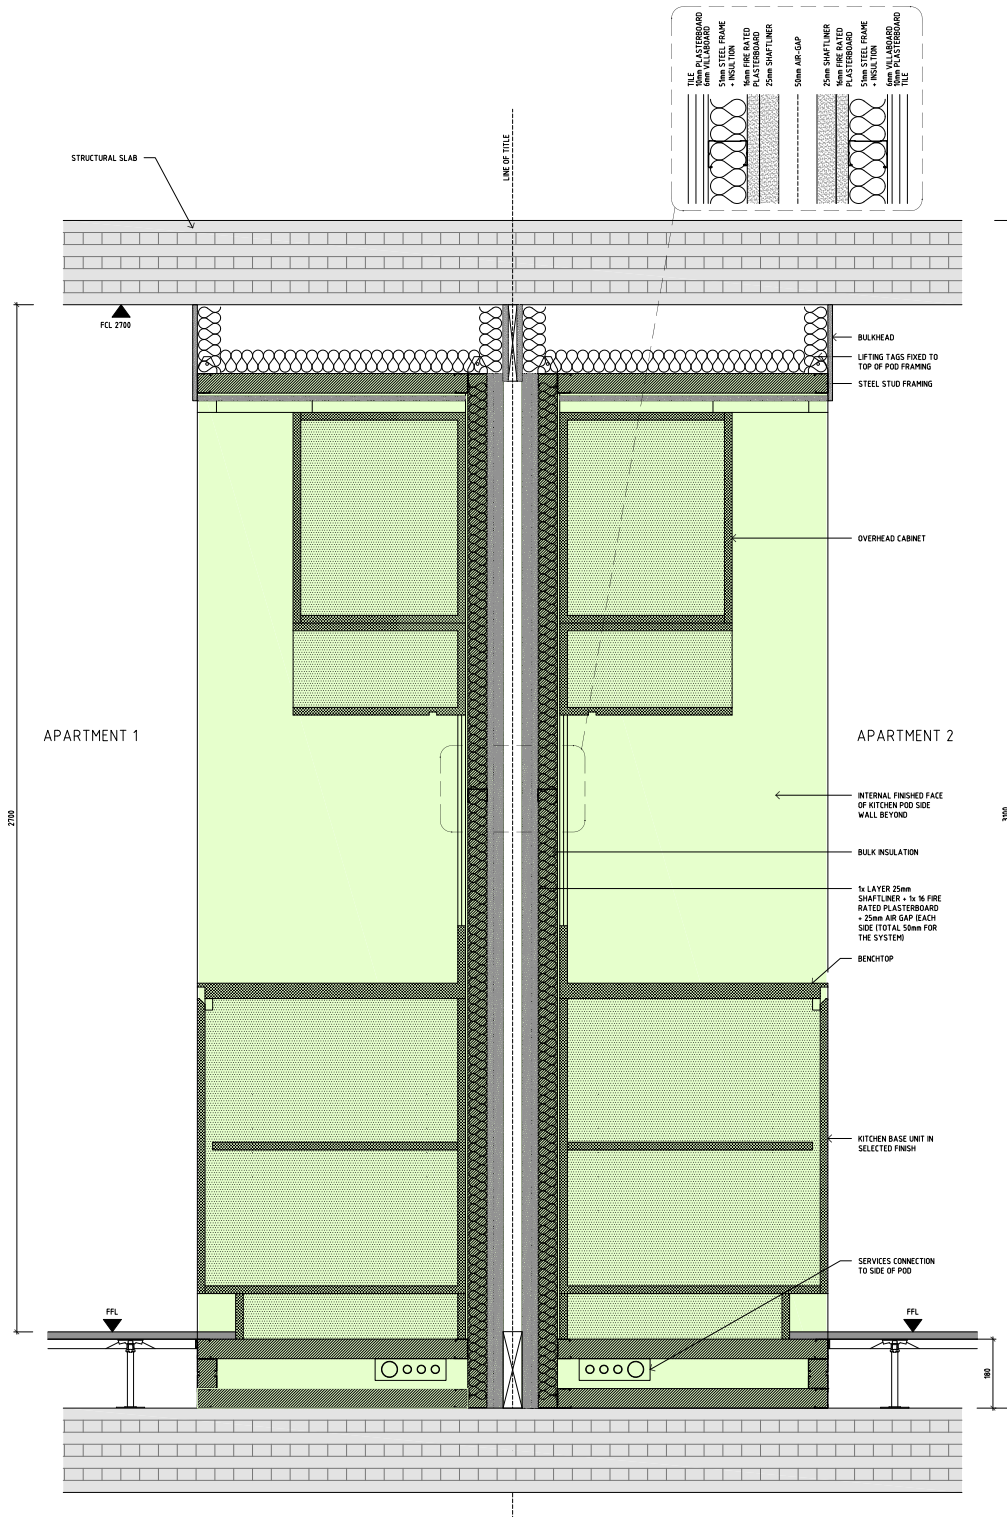 TILE
10mm PLASTERBOARD
6mm VILLABOARD
51mm STEEL FRAME
+ INSULTION
16mm FIRE RATED
PLASTERBOARD
25mm SHAFTLINER
50mm AIR-GAP
25mm SHAFTLINER
16mm FIRE RATED
PLASTERBOARD
51mm STEEL FRAME
+ INSULTION
6mm VILLABOARD
10mm PLASTERBOARD
TILE
LINE OF TITLE
STRUCTURAL SLAB
FCL 2700
BULKHEAD
LIFTING TAGS FIXED TO
TOP OF POD FRAMING
STEEL STUD FRAMING
OVERHEAD CABINET
APARTMENT 1
APARTMENT 2
2700
3100
INTERNAL FINISHED FACE
OF KITCHEN POD SIDE
WALL BEYOND
BULK INSULATION
1x LAYER 25mm
SHAFTLINER + 1x 16 FIRE
RATED PLASTERBOARD
+ 25mm AIR GAP (EACH
SIDE (TOTAL 50mm FOR
THE SYSTEM)
BENCHTOP
KITCHEN BASE UNIT IN
SELECTED FINISH
SERVICES CONNECTION
TO SIDE OF POD
FFL
FFL
180